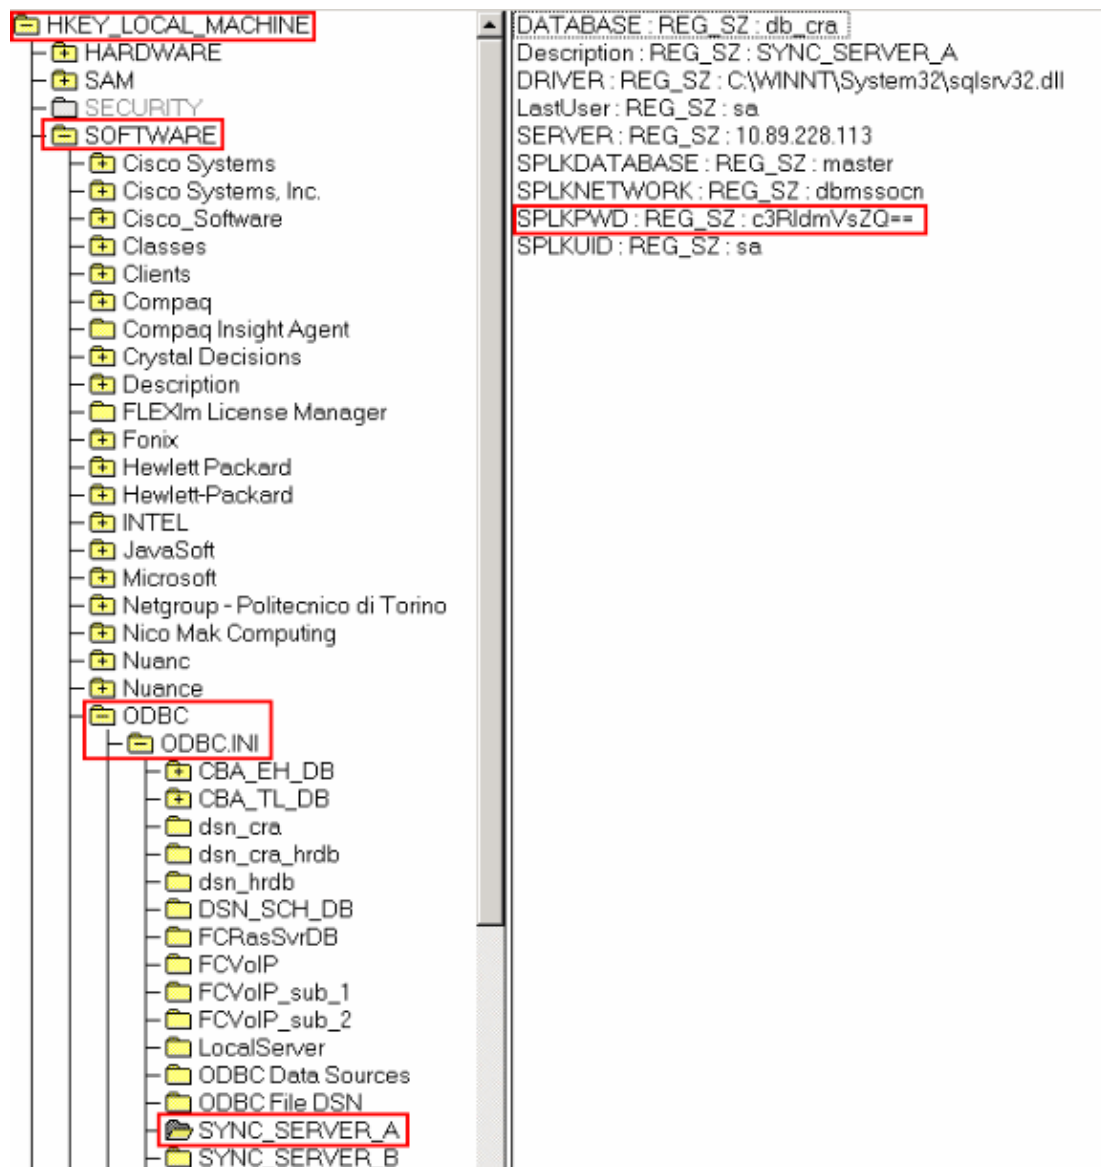 HKEY_LOCAL_MACHINE
HARDWARE
SAM
SECURITY
SOFTWARE
Cisco Systems
Cisco Systems, Inc.
Cisco_Software
Classes
Clients
Compaq
Compaq Insight Agent
Crystal Decisions
Description
FLEXlm License Manager
Fonix
Hewlett Packard
Hewlett-Packard
INTEL
JavaSoft
Microsoft
Netgroup - Politecnico di Torino
Nico Mak Computing
Nuanc
Nuance
ODBC
ODBC.INI
CBA_EH_DB
CBA_TL_DB
dsn_cra
dsn_cra_hrdb
dsn_hrdb
DSN_SCH_DB
FCRasSvrDB
FCVoIP
FCVoIP_sub_1
FCVoIP_sub_2
LocalServer
ODBC Data Sources
ODBC File DSN
SYNC_SERVER_A
SYNC_SERVER_B
DATABASE : REG_SZ : db_cra
Description : REG_SZ : SYNC_SERVER_A
DRIVER : REG_SZ : C:\WINNT\System32\sqlsrv32.dll
LastUser : REG_SZ : sa
SERVER : REG_SZ : 10.89.228.113
SPLKDATABASE : REG_SZ : master
SPLKNETWORK : REG_SZ : dbmssocn
SPLKPWD : REG_SZ : c3RldmVsZQ==
SPLKUID : REG_SZ : sa